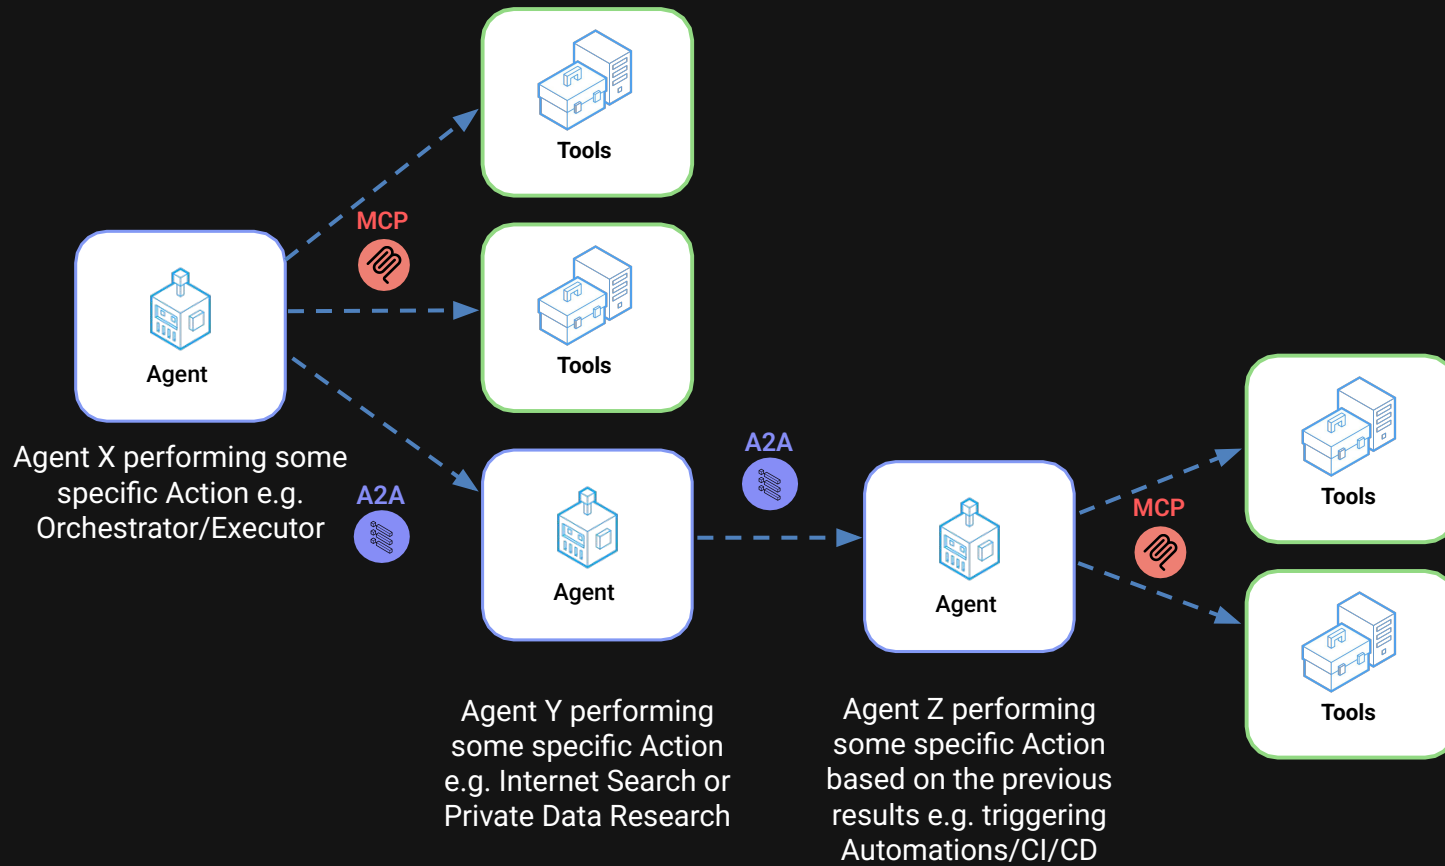 Tools
MCP
Tools
Agent
Agent X performing some
specific Action e.g.
Orchestrator/Executor
A2A
Agent
Agent Y performing
some specific Action
e.g. Internet Search or
Private Data Research
A2A
Agent
Agent Z performing
some specific Action
based on the previous
results e.g. triggering
Automations/CI/CD
MCP
Tools
Tools